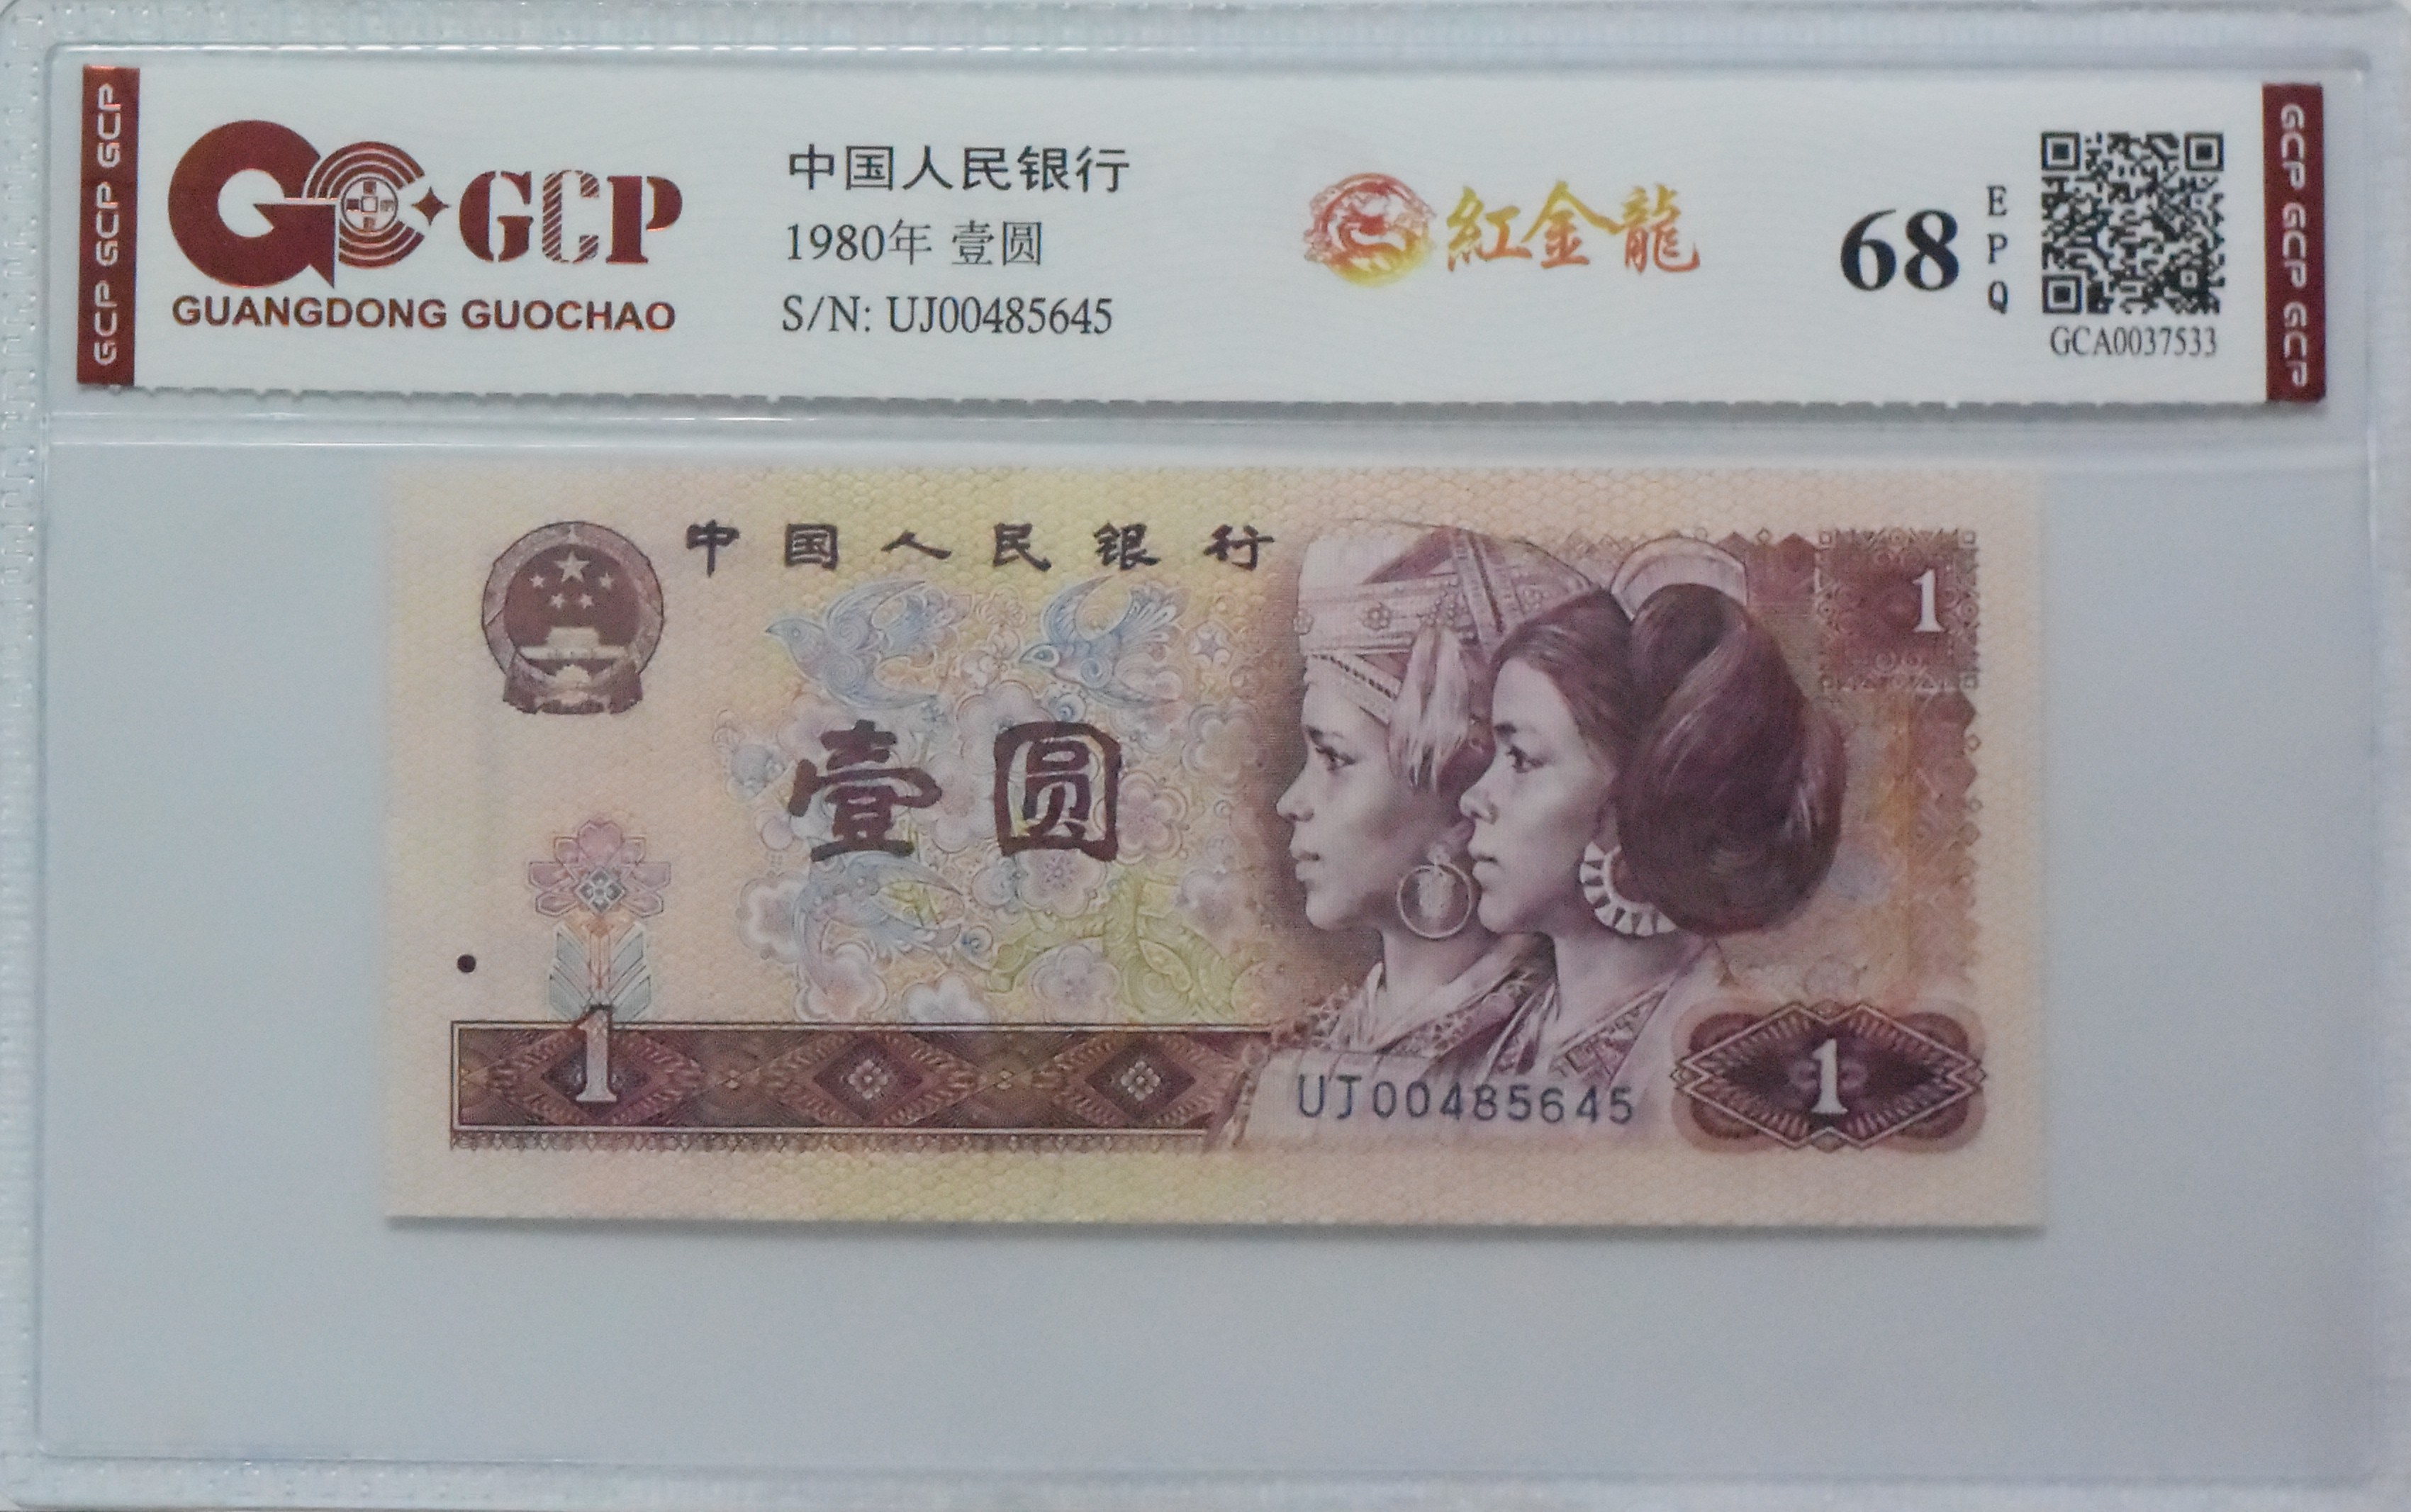 GCP GCP GCP
GCP
GUANGDONG GUOCHAO
中国人民银行
1980年 壹圆
S/N: UJ00485645
紅金龍
68
EPQ
GCA0037533
GCP GCP GCP
中国人民银行
1
壹圆
1
UJ00485645
1